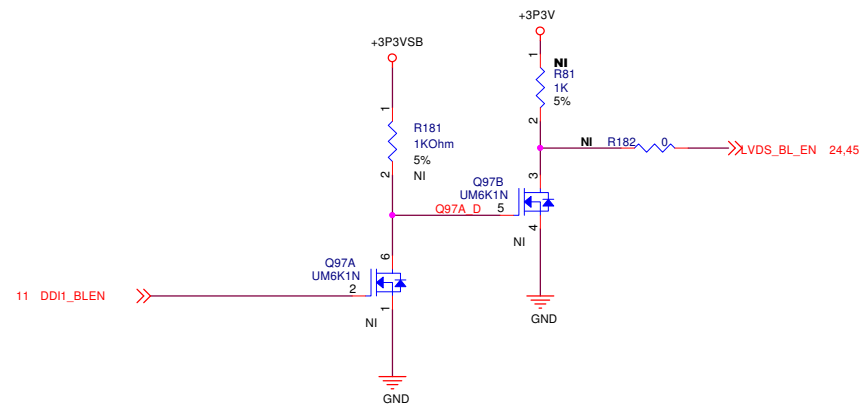 +3P3V
+3P3VSB
1
NI
R81
1K
5%
2
1
R181
1KOhm
5%
NI
2
NI R182 0
LVDS_BL_EN 24,45
3
Q97B
UM6K1N
5
Q97A_D
4
NI
6
Q97A
UM6K1N
2
11 DDI1_BLEN
1
NI
GND
GND